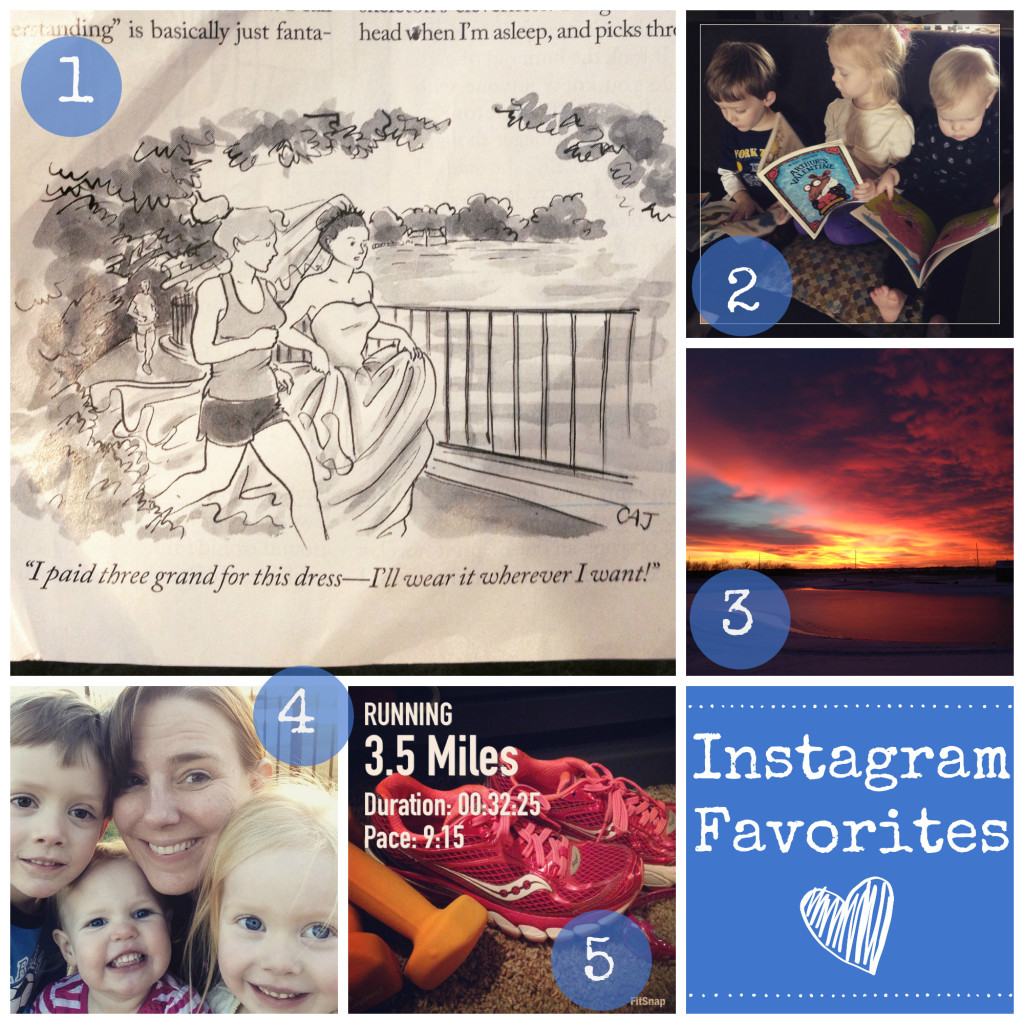 is basically just fanta-
head when I'm asleep, and picks
1
CAJ
"I paid three grand for this dress—I'll wear it wherever I want!"
ARTHUR'S
VALENTINE
2
3
4
RUNNING
3.5 Miles
Duration: 00:32:25
Pace: 9:15
5
FitSnap
Instagram
Favorites